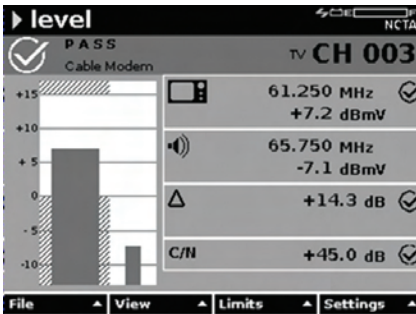 level
E F
NCTA
PASS
Cable Modem
TV CH 003
+15
+10
+ 5
0
- 5
-10
61.250 MHz
+7.2 dBmV
65.750 MHz
-7.1 dBmV
Δ +14.3 dB
C/N +45.0 dB
File View Limits Settings